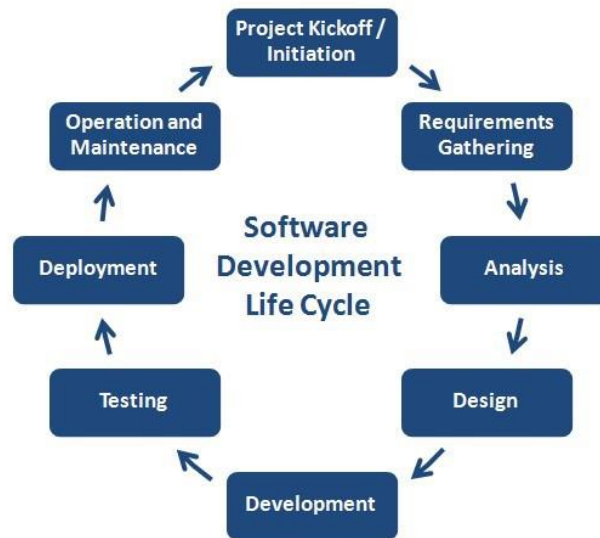 Project Kickoff /
Initiation
Requirements
Gathering
Analysis
Design
Development
Testing
Deployment
Operation and
Maintenance
Software
Development
Life Cycle